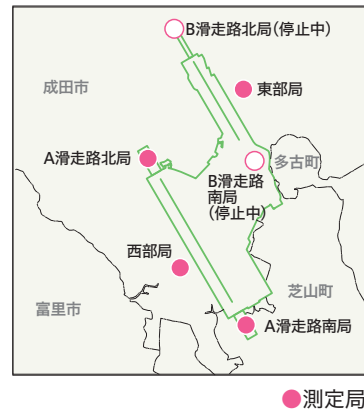 B滑走路北局(停止中)
成田市
東部局
A滑走路北局
多古町
B滑走路
南局
(停止中)
西部局
芝山町
富里市
A滑走路南局
測定局